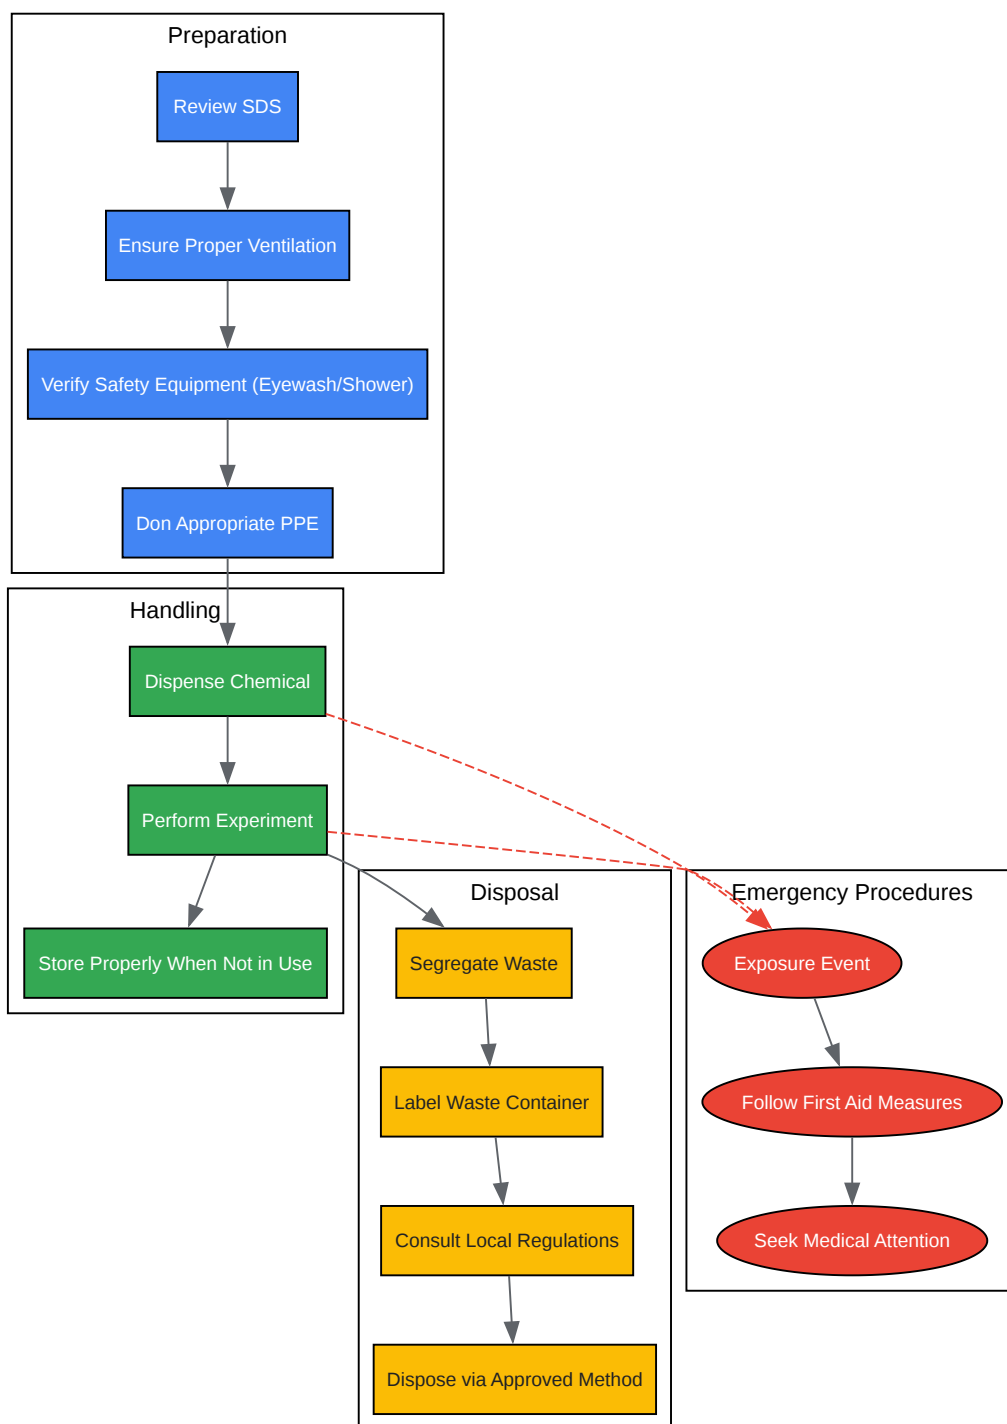 Preparation
Review SDS
Ensure Proper Ventilation
Verify Safety Equipment (Eyewash/Shower)
Don Appropriate PPE
Handling
Dispense Chemical
Perform Experiment
Store Properly When Not in Use
Disposal
Segregate Waste
Label Waste Container
Consult Local Regulations
Dispose via Approved Method
Emergency Procedures
Exposure Event
Follow First Aid Measures
Seek Medical Attention